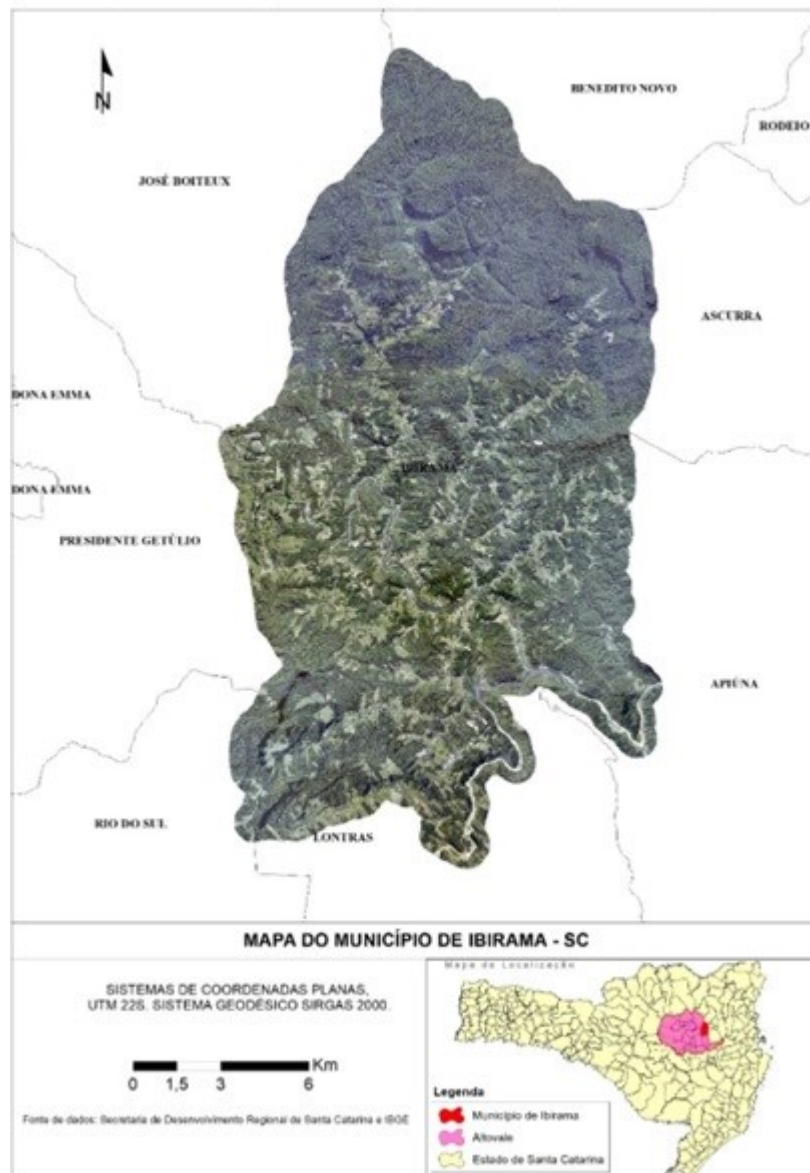 N
BENEDITO NOVO
RODEIO
JOSÉ BOITEUX
ASCURRA
DONA EMMA
IBIRAMA
DONA EMMA
PRESIDENTE GETÚLIO
APIÚNA
RIO DO SUL
LONTRAS
MAPA DO MUNICÍPIO DE IBIRAMA - SC
SISTEMAS DE COORDENADAS PLANAS,
UTM 22S. SISTEMA GEODÉSICO SIRGAS 2000.
Km
0 1,5 3 6
Fonte de dados: Secretaria de Desenvolvimento Regional de Santa Catarina e IBGE
Mapa de Localização
Legenda
Município de Ibirama
Altovale
Estado de Santa Catarina